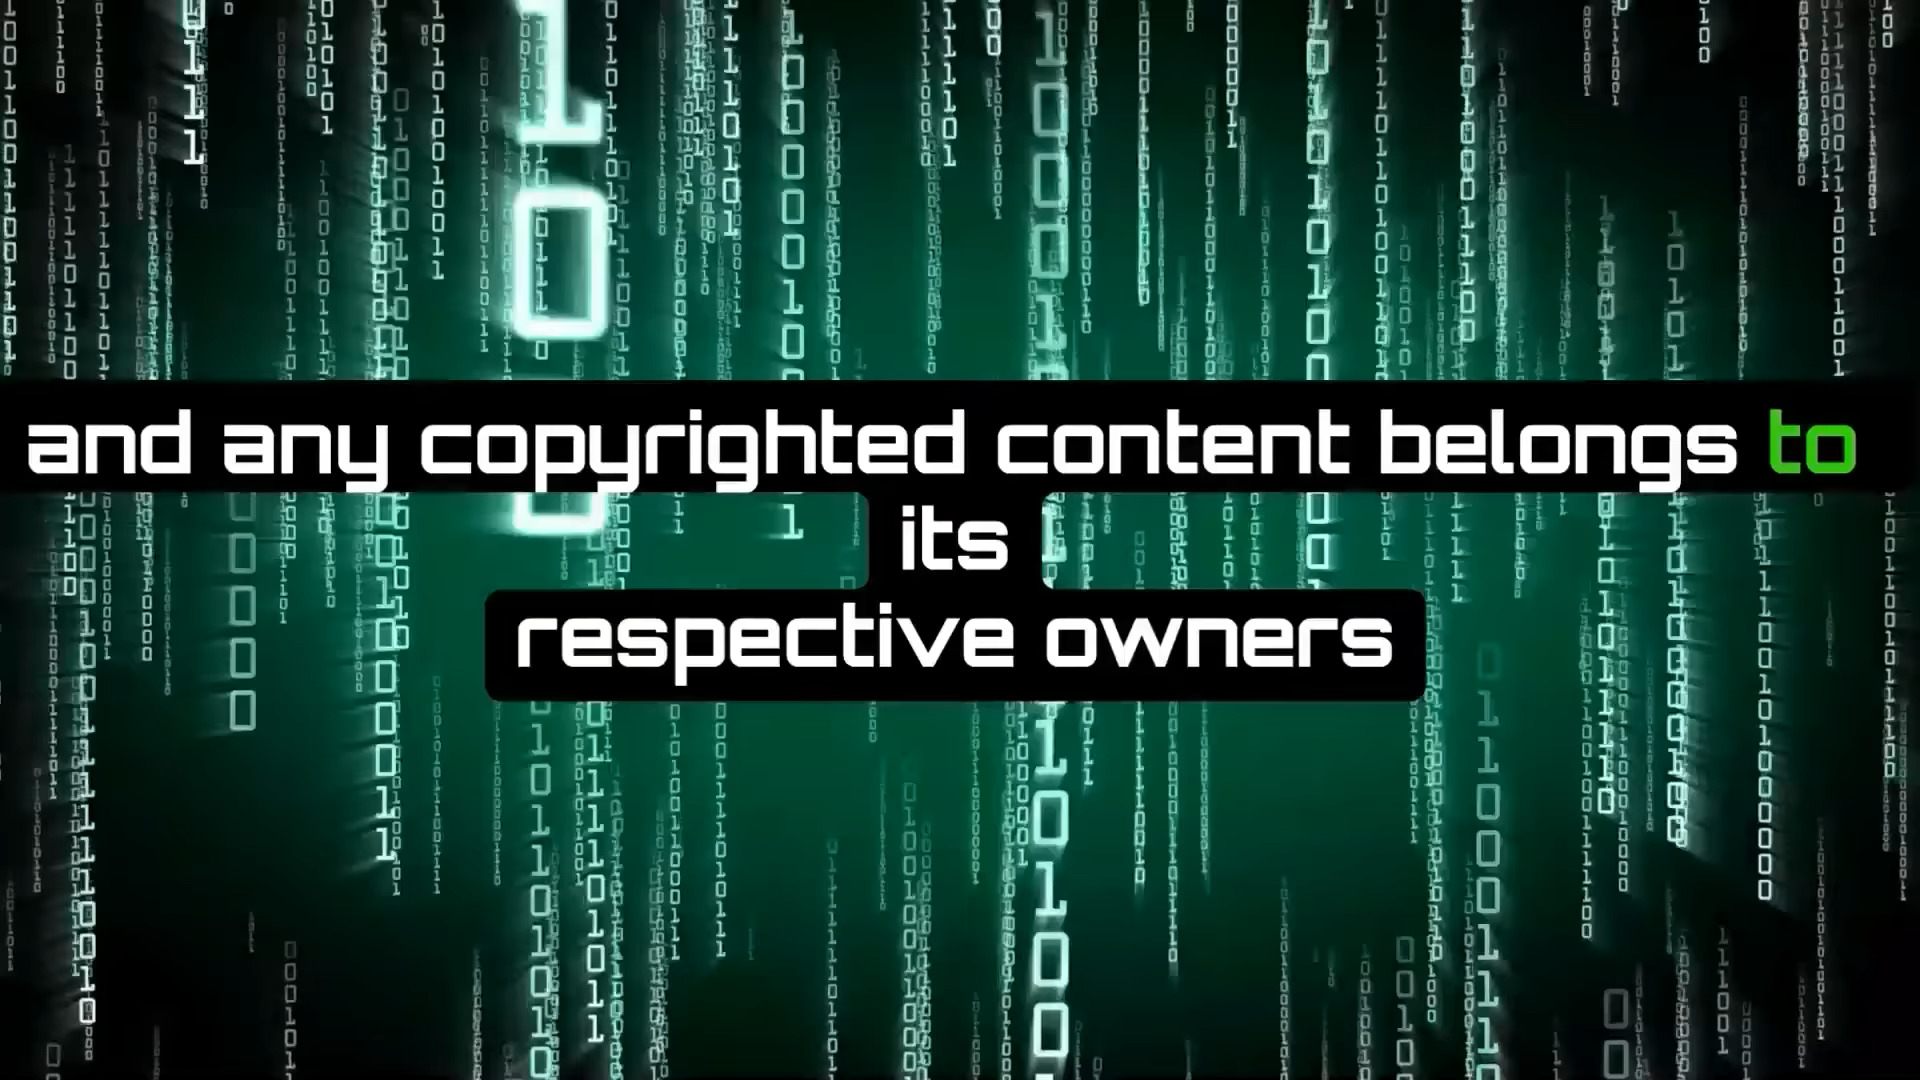 and any copyrighted content belongs to
its
respective owners